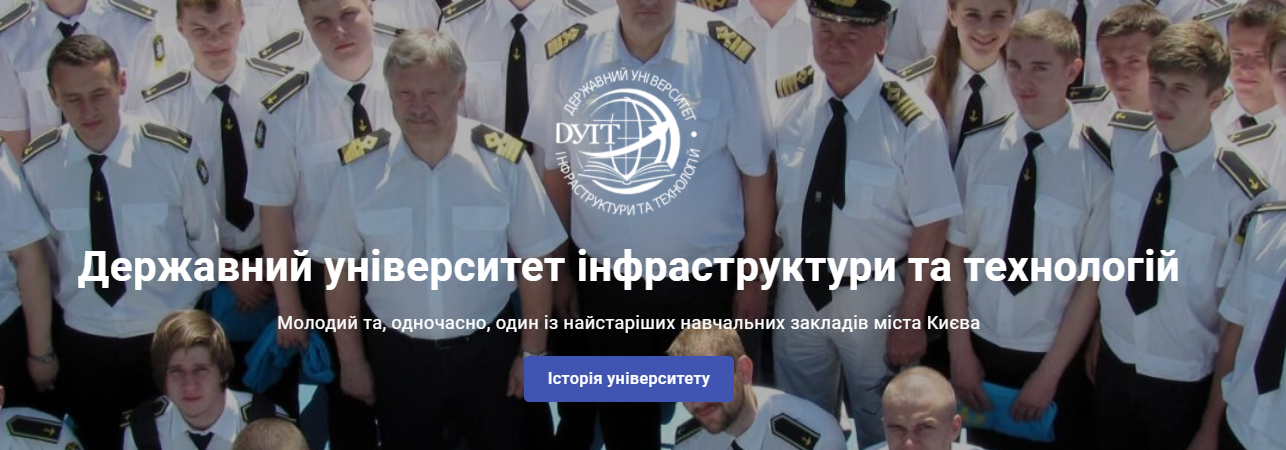 ДЕРЖАВНИЙ УНІВЕРСИТЕТ
ДУІТ
ІНФРАСТРУКТУРИ ТА ТЕХНОЛОГІЙ
Державний університет інфраструктури та технологій
Молодий та, одночасно, один із найстаріших навчальних закладів міста Києва
Історія університету